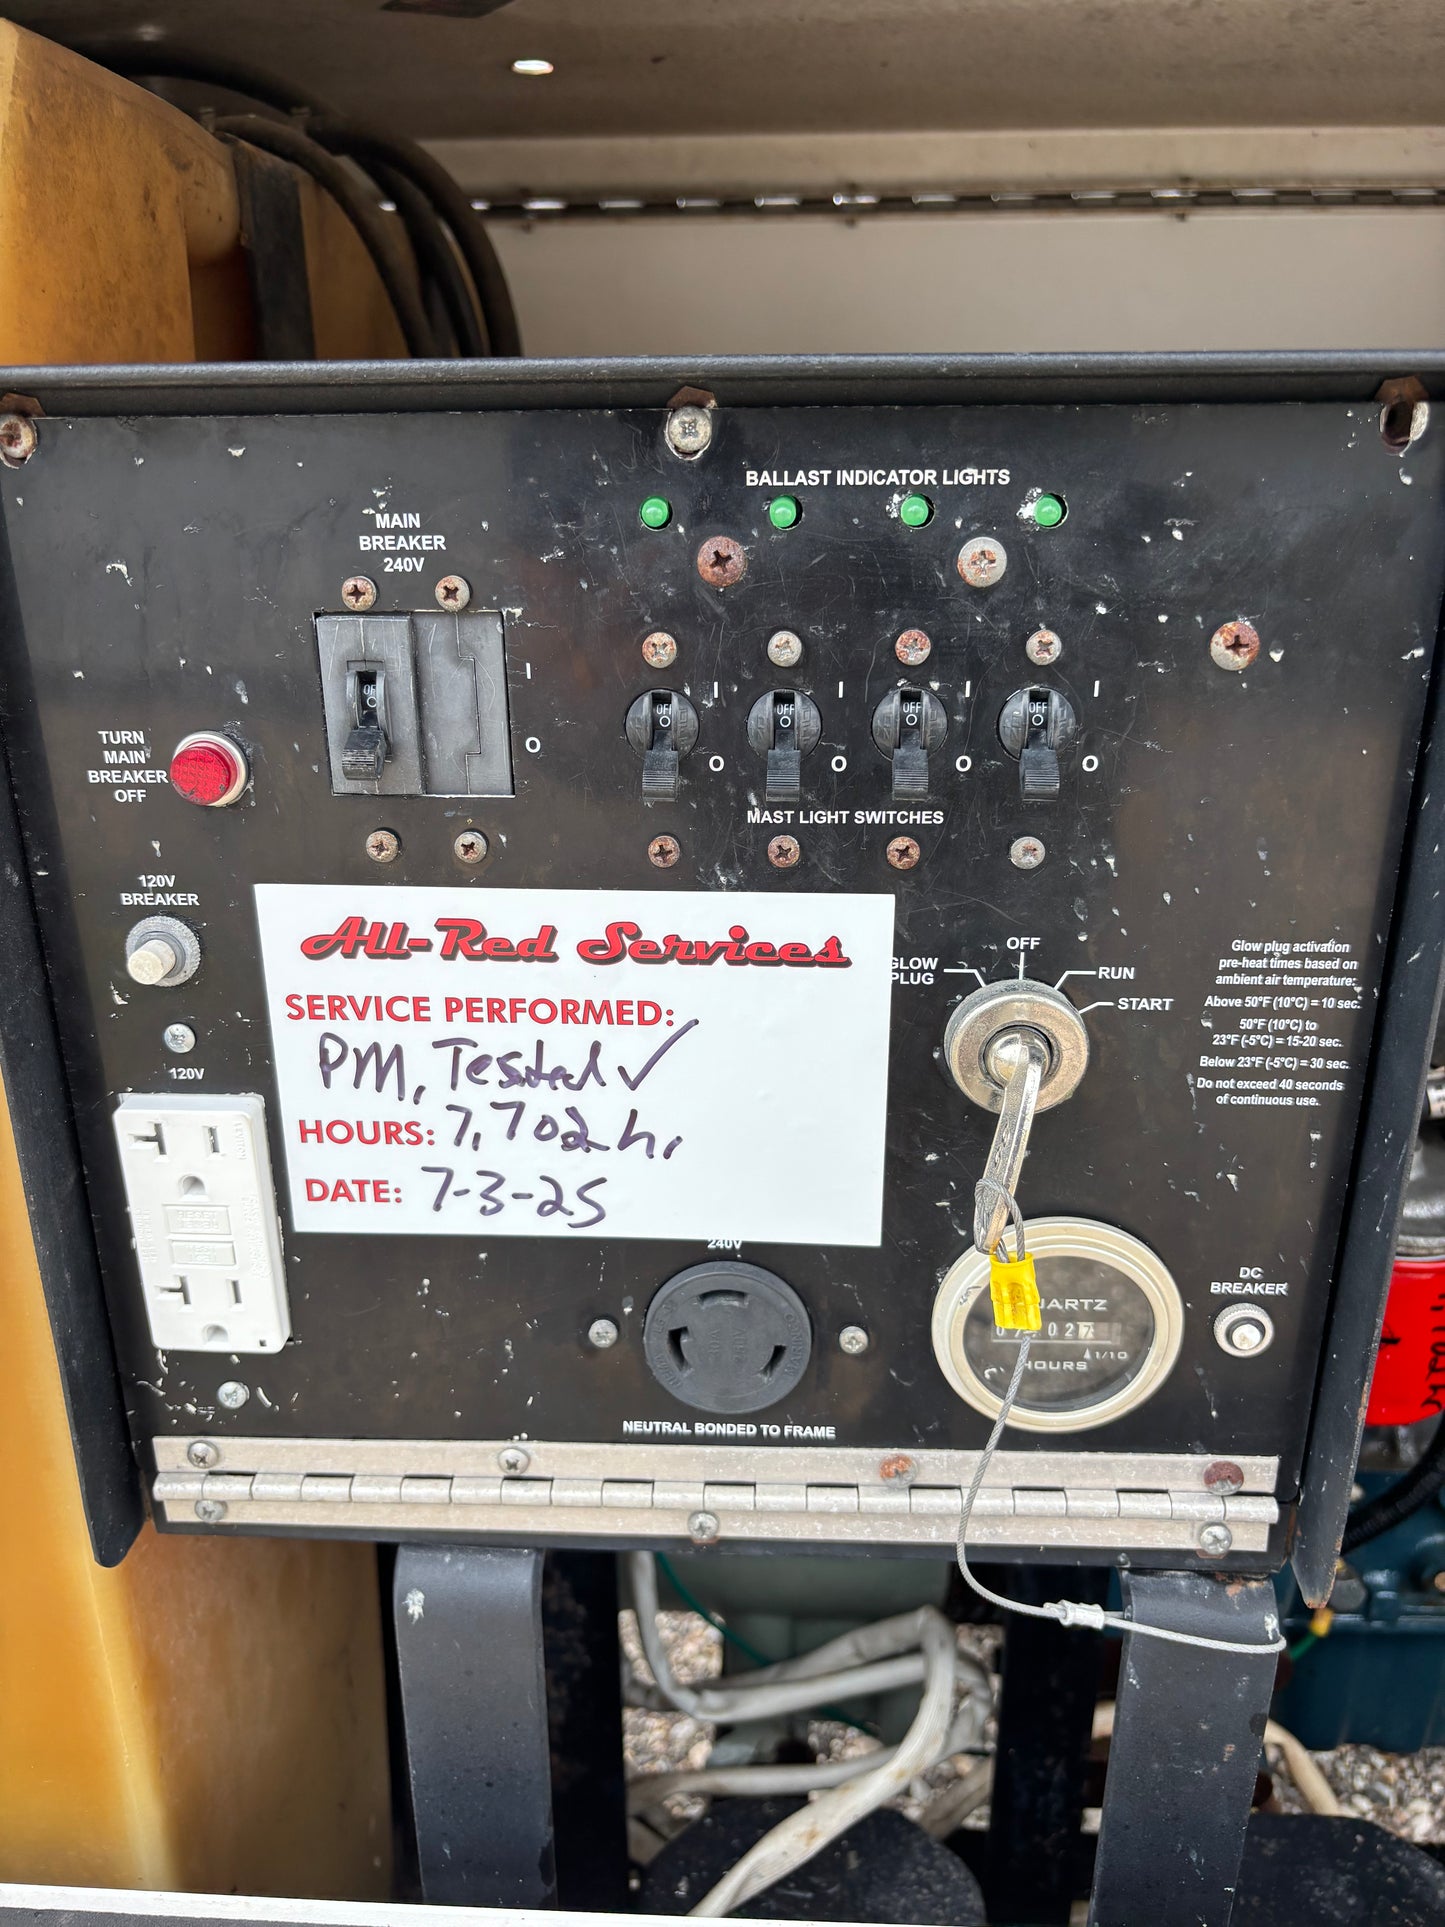 BALLAST INDICATOR LIGHTS
MAIN
BREAKER
240V
I
O
OFF
O
I
O
OFF
O
I
O
OFF
O
I
O
OFF
O
I
O
OFF
O
MAST LIGHT SWITCHES
TURN
MAIN
BREAKER
OFF
120V
BREAKER
120V
All-Red Services
SERVICE PERFORMED:
PM, Tested ✓
HOURS: 7,702 hr
DATE: 7-3-25
GLOW
PLUG
OFF
RUN
START
Glow plug activation
pre-heat times based on
ambient air temperature:
Above 50°F (10°C) = 10 sec.
50°F (10°C) to
23°F (-5°C) = 15-20 sec.
Below 23°F (-5°C) = 30 sec.
Do not exceed 40 seconds
of continuous use.
240V
NEUTRAL BONDED TO FRAME
027
1/10
HOURS
DC
BREAKER